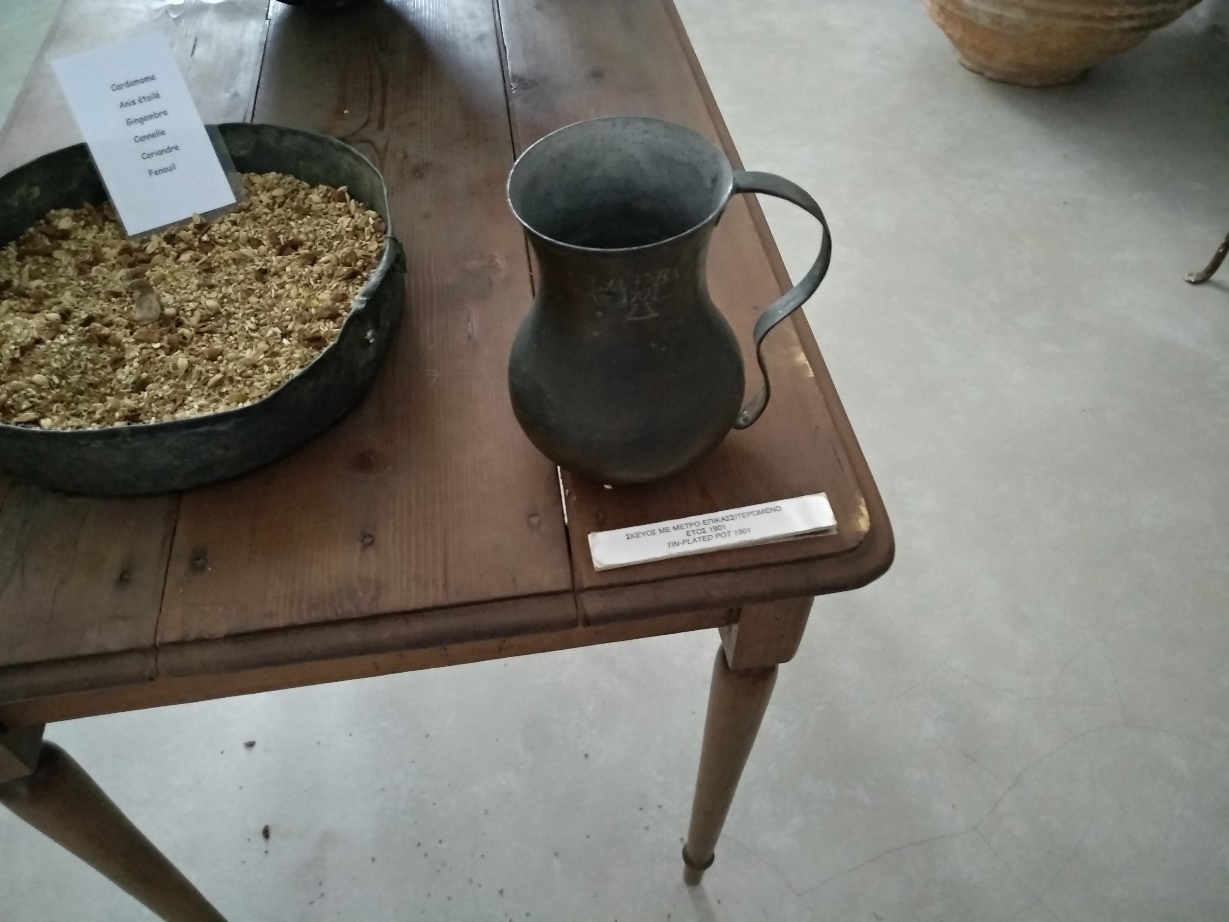 Cardamome
Anis étoilé
Gingembre
Cannelle
Coriandre
Fenouil
ΣΚΕΥΟΣ ΜΕ ΜΕΤΡΟ ΕΠΙΚΑΣΣΙΤΕΡΩΜΕΝΟ
ΕΤΟΣ 1901
TIN-PLATED POT 1901